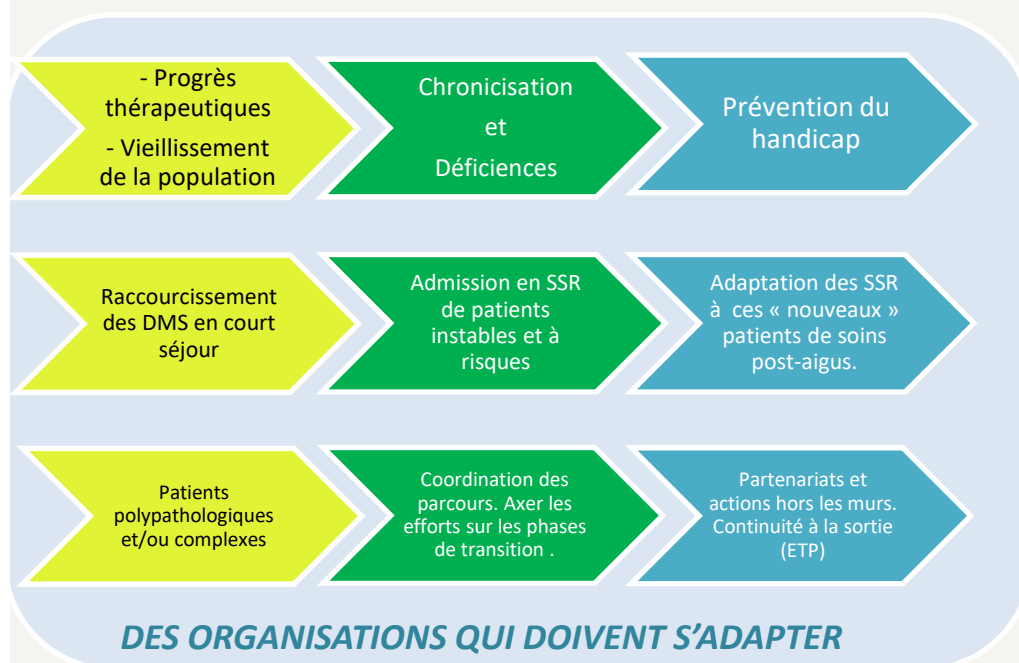 - Progrès
thérapeutiques
- Vieillissement
de la population
Chronicisation
et
Déficiences
Prévention du
handicap
Raccourcissement
des DMS en court
séjour
Admission en SSR
de patients
instables et à
risques
Adaptation des SSR
à ces « nouveaux »
patients de soins
post-aigus.
Patients
polypathologiques
et/ou complexes
Coordination des
parcours. Axer les
efforts sur les phases
de transition .
Partenariats et
actions hors les murs.
Continuité à la sortie
(ETP)
DES ORGANISATIONS QUI DOIVENT S’ADAPTER